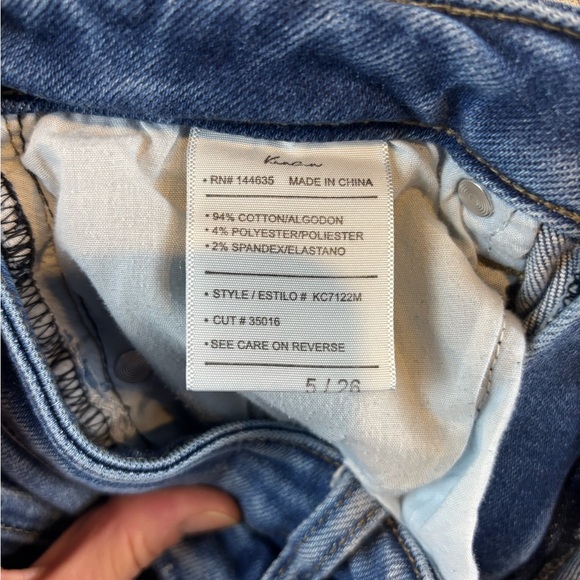 Kancan
• RN# 144635 MADE IN CHINA
• 94% COTTON/ALGODON
• 4% POLYESTER/POLIESTER
• 2% SPANDEX/ELASTANO
• STYLE / ESTILO # KC7122M
• CUT # 35016
• SEE CARE ON REVERSE
5 / 26